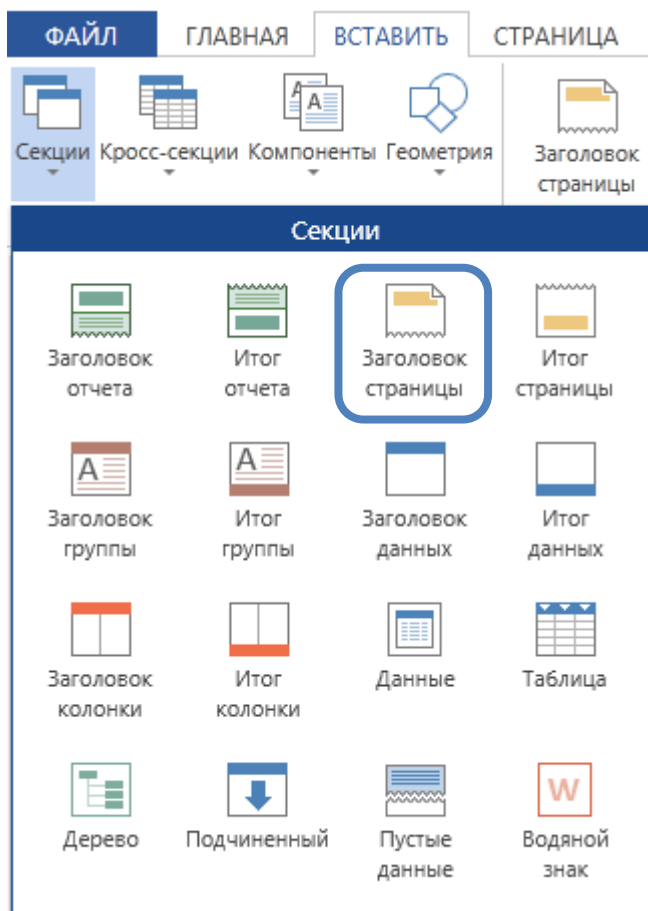 ФАЙЛ ГЛАВНАЯ ВСТАВИТЬ СТРАНИЦА
Секции Кросс-секции Компоненты Геометрия Заголовок
страницы
Секции
Заголовок Итог Заголовок Итог
отчета отчета страницы страницы
Заголовок Итог Заголовок Итог
группы группы данных данных
Заголовок Итог Данные Таблица
колонки колонки
Дерево Подчиненный Пустые Водяной
данные знак